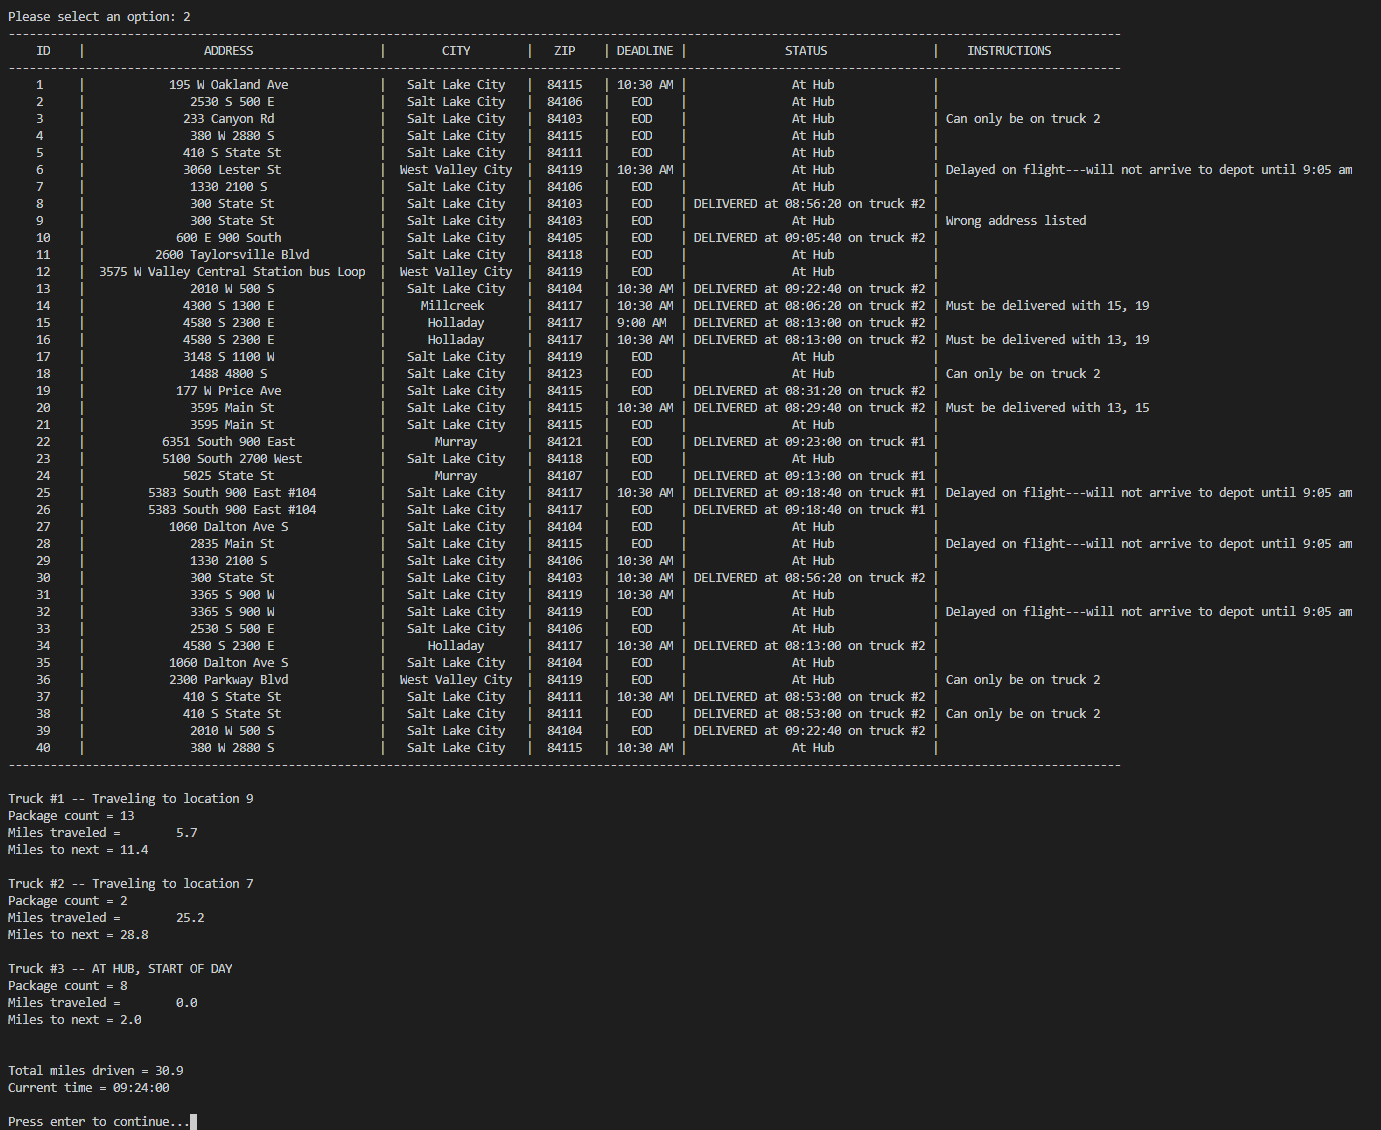 Please select an option: 2
---------------------------------------------------------------------------------------------------------------------------------------------------------------
ID | ADDRESS | CITY | ZIP | DEADLINE | STATUS | INSTRUCTIONS
---------------------------------------------------------------------------------------------------------------------------------------------------------------
1 | 195 W Oakland Ave | Salt Lake City | 84115 | 10:30 AM | At Hub |
2 | 2530 S 500 E | Salt Lake City | 84106 | EOD | At Hub |
3 | 233 Canyon Rd | Salt Lake City | 84103 | EOD | At Hub | Can only be on truck 2
4 | 380 W 2880 S | Salt Lake City | 84115 | EOD | At Hub |
5 | 410 S State St | Salt Lake City | 84111 | EOD | At Hub |
6 | 3060 Lester St | West Valley City | 84119 | 10:30 AM | At Hub | Delayed on flight---will not arrive to depot until 9:05 am
7 | 1330 2100 S | Salt Lake City | 84106 | EOD | At Hub |
8 | 300 State St | Salt Lake City | 84103 | EOD | DELIVERED at 08:56:20 on truck #2 |
9 | 300 State St | Salt Lake City | 84103 | EOD | At Hub | Wrong address listed
10 | 600 E 900 South | Salt Lake City | 84105 | EOD | DELIVERED at 09:05:40 on truck #2 |
11 | 2600 Taylorsville Blvd | Salt Lake City | 84118 | EOD | At Hub |
12 | 3575 W Valley Central Station bus Loop | West Valley City | 84119 | EOD | At Hub |
13 | 2010 W 500 S | Salt Lake City | 84104 | 10:30 AM | DELIVERED at 09:22:40 on truck #2 |
14 | 4300 S 1300 E | Millcreek | 84117 | 10:30 AM | DELIVERED at 08:06:20 on truck #2 | Must be delivered with 15, 19
15 | 4580 S 2300 E | Holladay | 84117 | 9:00 AM | DELIVERED at 08:13:00 on truck #2 |
16 | 4580 S 2300 E | Holladay | 84117 | 10:30 AM | DELIVERED at 08:13:00 on truck #2 | Must be delivered with 13, 19
17 | 3148 S 1100 W | Salt Lake City | 84119 | EOD | At Hub |
18 | 1488 4800 S | Salt Lake City | 84123 | EOD | At Hub | Can only be on truck 2
19 | 177 W Price Ave | Salt Lake City | 84115 | EOD | DELIVERED at 08:31:20 on truck #2 |
20 | 3595 Main St | Salt Lake City | 84115 | 10:30 AM | DELIVERED at 08:29:40 on truck #2 | Must be delivered with 13, 15
21 | 3595 Main St | Salt Lake City | 84115 | EOD | At Hub |
22 | 6351 South 900 East | Murray | 84121 | EOD | DELIVERED at 09:23:00 on truck #1 |
23 | 5100 South 2700 West | Salt Lake City | 84118 | EOD | At Hub |
24 | 5025 State St | Murray | 84107 | EOD | DELIVERED at 09:13:00 on truck #1 |
25 | 5383 South 900 East #104 | Salt Lake City | 84117 | 10:30 AM | DELIVERED at 09:18:40 on truck #1 | Delayed on flight---will not arrive to depot until 9:05 am
26 | 5383 South 900 East #104 | Salt Lake City | 84117 | EOD | DELIVERED at 09:18:40 on truck #1 |
27 | 1060 Dalton Ave S | Salt Lake City | 84104 | EOD | At Hub |
28 | 2835 Main St | Salt Lake City | 84115 | EOD | At Hub | Delayed on flight---will not arrive to depot until 9:05 am
29 | 1330 2100 S | Salt Lake City | 84106 | 10:30 AM | At Hub |
30 | 300 State St | Salt Lake City | 84103 | 10:30 AM | DELIVERED at 08:56:20 on truck #2 |
31 | 3365 S 900 W | Salt Lake City | 84119 | 10:30 AM | At Hub |
32 | 3365 S 900 W | Salt Lake City | 84119 | EOD | At Hub | Delayed on flight---will not arrive to depot until 9:05 am
33 | 2530 S 500 E | Salt Lake City | 84106 | EOD | At Hub |
34 | 4580 S 2300 E | Holladay | 84117 | 10:30 AM | DELIVERED at 08:13:00 on truck #2 |
35 | 1060 Dalton Ave S | Salt Lake City | 84104 | EOD | At Hub |
36 | 2300 Parkway Blvd | West Valley City | 84119 | EOD | At Hub | Can only be on truck 2
37 | 410 S State St | Salt Lake City | 84111 | 10:30 AM | DELIVERED at 08:53:00 on truck #2 |
38 | 410 S State St | Salt Lake City | 84111 | EOD | DELIVERED at 08:53:00 on truck #2 | Can only be on truck 2
39 | 2010 W 500 S | Salt Lake City | 84104 | EOD | DELIVERED at 09:22:40 on truck #2 |
40 | 380 W 2880 S | Salt Lake City | 84115 | 10:30 AM | At Hub |
---------------------------------------------------------------------------------------------------------------------------------------------------------------
Truck #1 -- Traveling to location 9
Package count = 13
Miles traveled = 5.7
Miles to next = 11.4
Truck #2 -- Traveling to location 7
Package count = 2
Miles traveled = 25.2
Miles to next = 28.8
Truck #3 -- AT HUB, START OF DAY
Package count = 8
Miles traveled = 0.0
Miles to next = 2.0
Total miles driven = 30.9
Current time = 09:24:00
Press enter to continue...